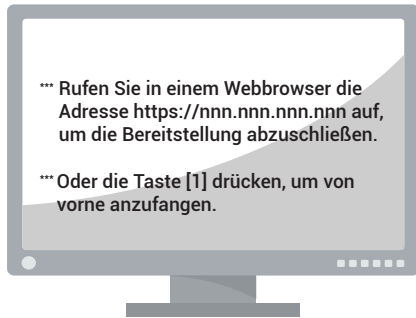 *** Rufen Sie in einem Webbrowser die
Adresse https://nnn.nnn.nnn.nnn auf,
um die Bereitstellung abzuschließen.
*** Oder die Taste [1] drücken, um von
vorne anzufangen.